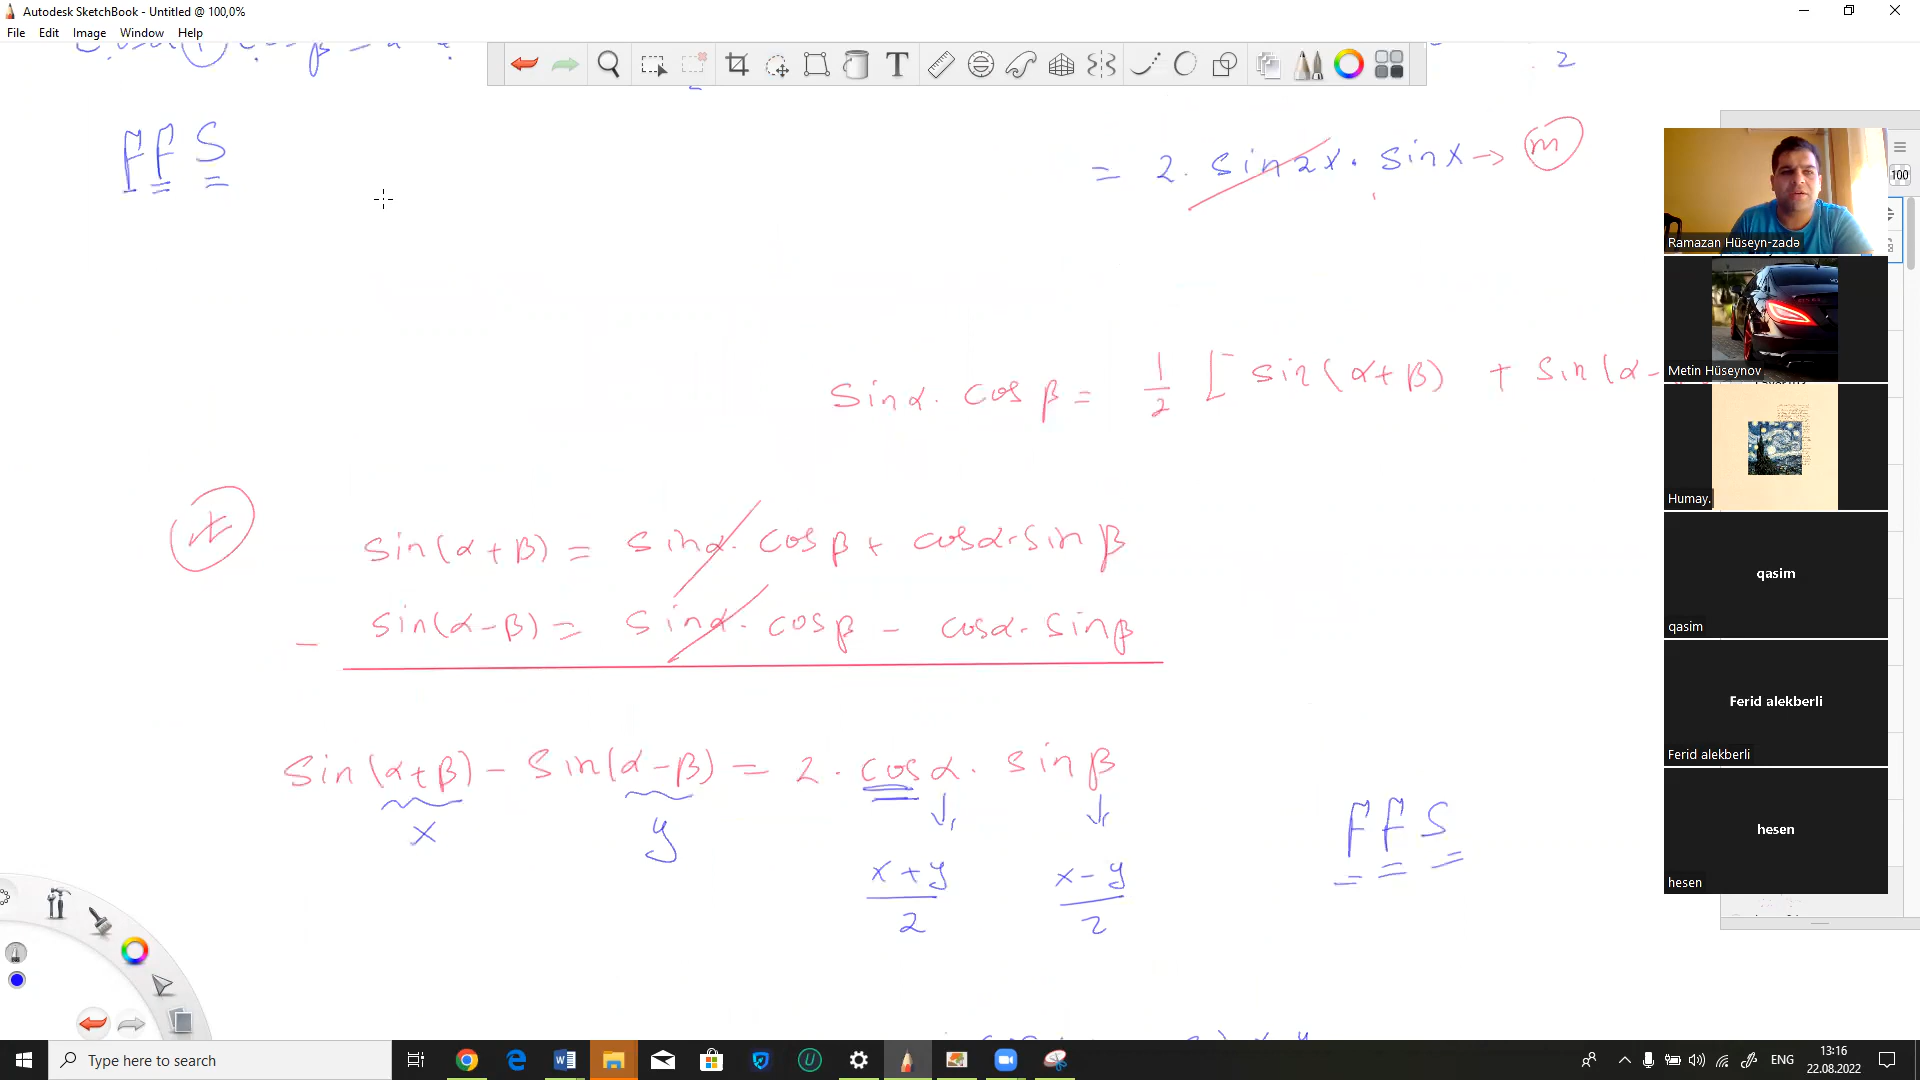 Autodesk SketchBook - Untitled @ 100,0%
File Edit Image Window Help
2
FFS
= 2. sin2x · sinx → m
100
Ramazan Hüseyn-zadə
Metin Hüseynov
sinα. cosβ = 1/2 [ sin(α+β) + sin(α-
Humay.
sin(α+β) = sinα. cosβ + cosα.sinβ
- sin(α-β) = sinα. cosβ - cosα. sinβ
qasim
qasim
Ferid alekberli
Ferid alekberli
sin(α+β) - sin(α-β) = 2 . cosα. sinβ
x y
x+y/2 x-y/2
FFS
hesen
hesen
Type here to search
ENG
13:16
22.08.2022